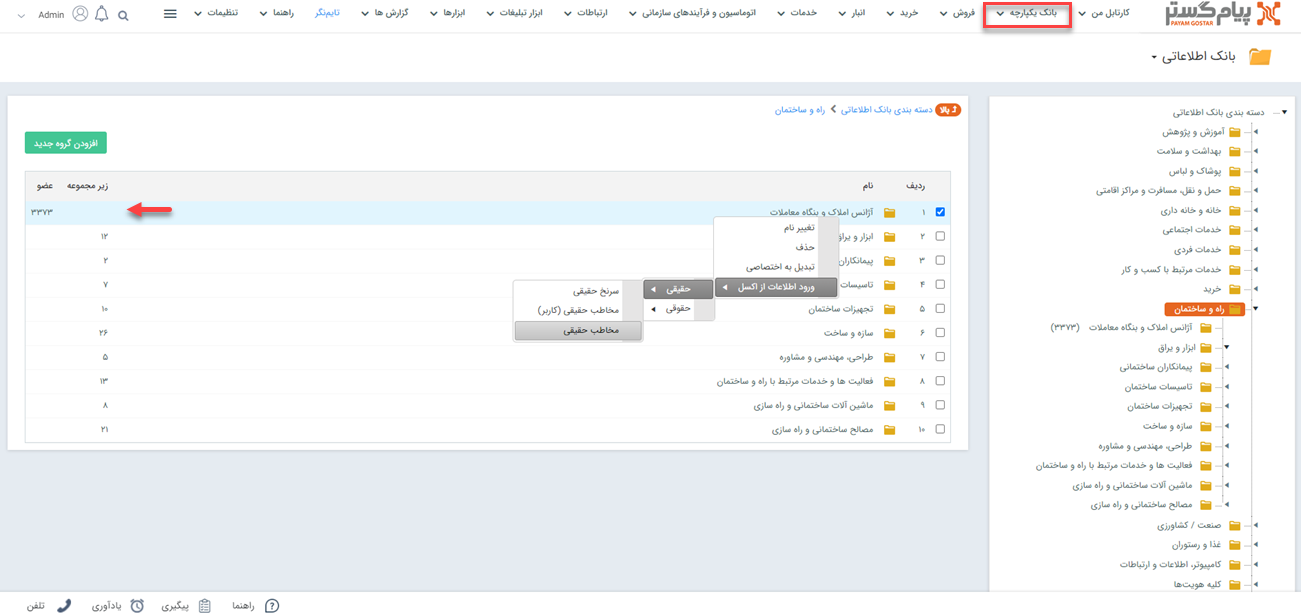 پیام‌گستر
PAYAM GOSTAR
کارتابل من
بانک یکپارچه
فروش
خرید
انبار
خدمات
اتوماسیون و فرآیندهای سازمانی
ارتباطات
ابزار تبلیغات
ابزارها
گزارش ها
تایم‌نگر
راهنما
تنظیمات
Admin
بانک اطلاعاتی
دسته بندی بانک اطلاعاتی
آموزش و پژوهش
بهداشت و سلامت
پوشاک و لباس
حمل و نقل، مسافرت و مراکز اقامتی
خانه و خانه داری
خدمات اجتماعی
خدمات فردی
خدمات مرتبط با کسب و کار
خرید
راه و ساختمان
آژانس املاک و بنگاه معاملات (۳۳۷۳)
ابزار و یراق
پیمانکاران ساختمانی
تاسیسات ساختمان
تجهیزات ساختمان
سازه و ساخت
طراحی، مهندسی و مشاوره
فعالیت ها و خدمات مرتبط با راه و ساختمان
ماشین آلات ساختمانی و راه سازی
مصالح ساختمانی و راه سازی
صنعت / کشاورزی
غذا و رستوران
کامپیوتر، اطلاعات و ارتباطات
کلیه هویت‌ها
بالا دسته بندی بانک اطلاعاتی راه و ساختمان
افزودن گروه جدید
ردیف نام زیر مجموعه عضو
۱ آژانس املاک و بنگاه معاملات ۳۳۷۳
۲ ابزار و یراق ۱۲
۳ پیمانکاران ۲
۴ تاسیسات ۷
۵ تجهیزات ساختمان ۱۰
۶ سازه و ساخت ۲۶
۷ طراحی، مهندسی و مشاوره ۵
۸ فعالیت ها و خدمات مرتبط با راه و ساختمان ۱۳
۹ ماشین آلات ساختمانی و راه سازی ۸
۱۰ مصالح ساختمانی و راه سازی ۲۱
تغییر نام
حذف
تبدیل به اختصاصی
ورود اطلاعات از اکسل
حقیقی
حقوقی
سرنخ حقیقی
مخاطب حقیقی (کاربر)
مخاطب حقیقی
راهنما
پیگیری
یادآوری
تلفن